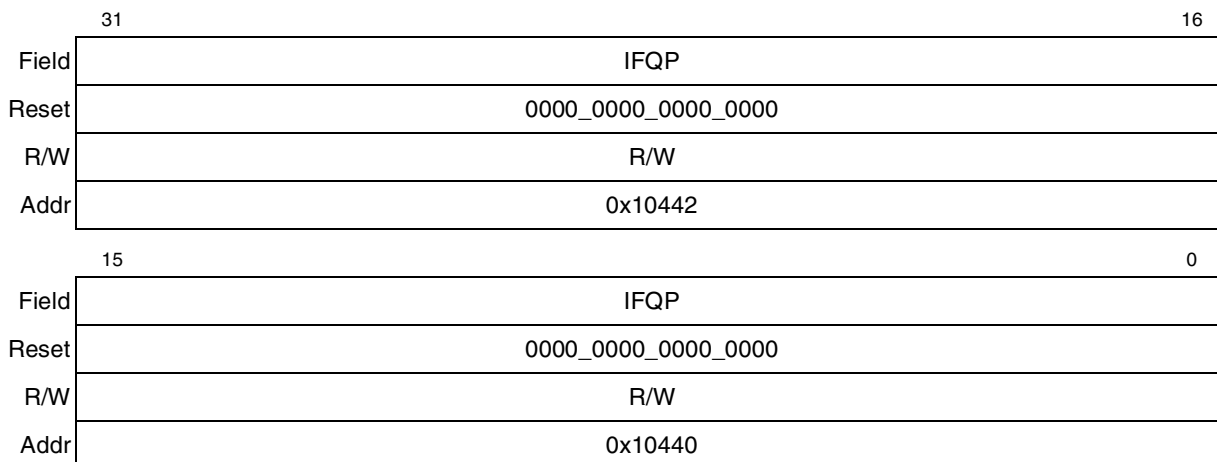 31 16
Field IFQP
Reset 0000_0000_0000_0000
R/W R/W
Addr 0x10442
15 0
Field IFQP
Reset 0000_0000_0000_0000
R/W R/W
Addr 0x10440